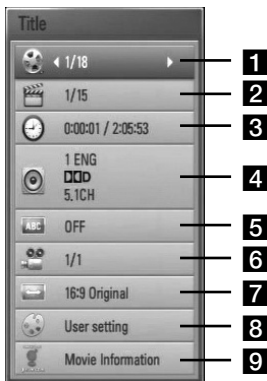 Title
1/18
1
1/15
2
0:00:01 / 2:05:53
3
1 ENG
DD D
5.1CH
4
ABC
OFF
5
1/1
6
16:9 Original
7
User setting
8
Movie Information
9